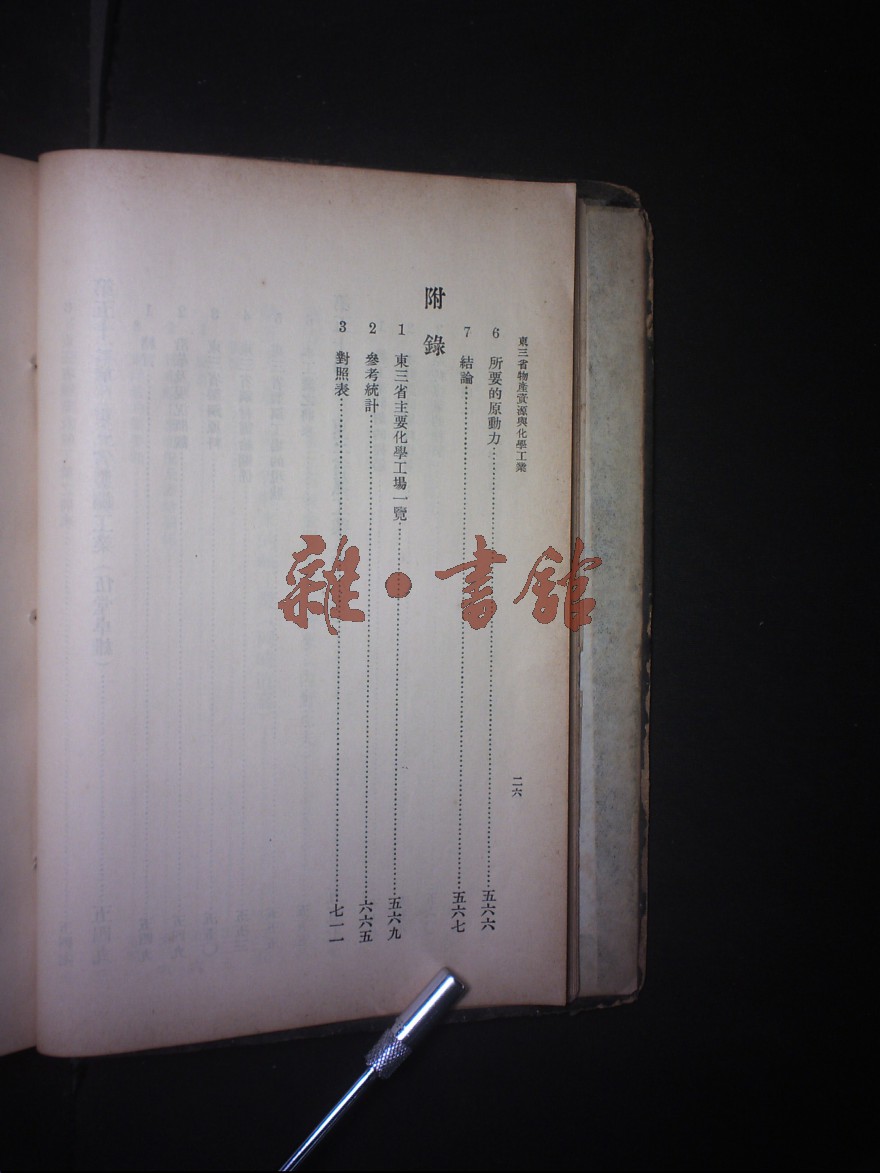 東三省物產資源與化學工業
二六
6 所要的原動力……五六六
7 結論……五六七
附錄
1 東三省主要化學工場一覽……五六九
2 參考統計……六六五
3 對照表……七一一
雜·書館